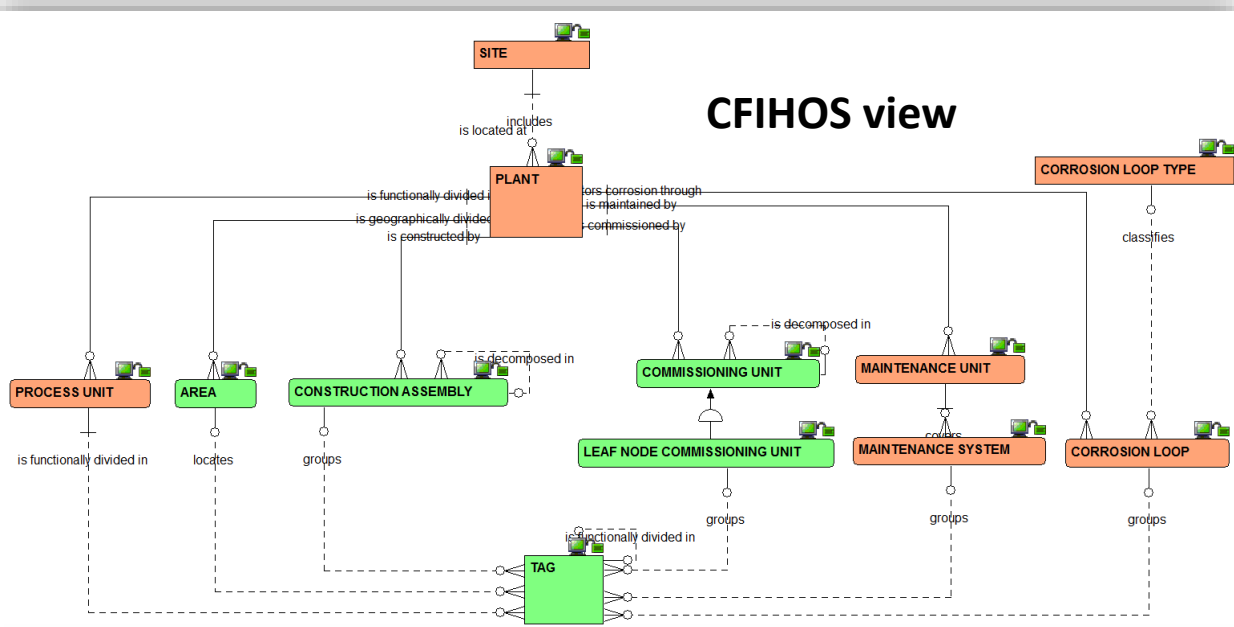 SITE
CFIHOS view
includes
is located at
PLANT
CORROSION LOOP TYPE
is functionally divided i
tors corrosion through
is maintained by
is geographically divided
commissioned by
is constructed by
classifies
is decomposed in
is decomposed in
PROCESS UNIT
AREA
CONSTRUCTION ASSEMBLY
COMMISSIONING UNIT
MAINTENANCE UNIT
covers
is functionally divided in
locates
groups
LEAF NODE COMMISSIONING UNIT
MAINTENANCE SYSTEM
CORROSION LOOP
groups
groups
groups
is functionally divided in
TAG